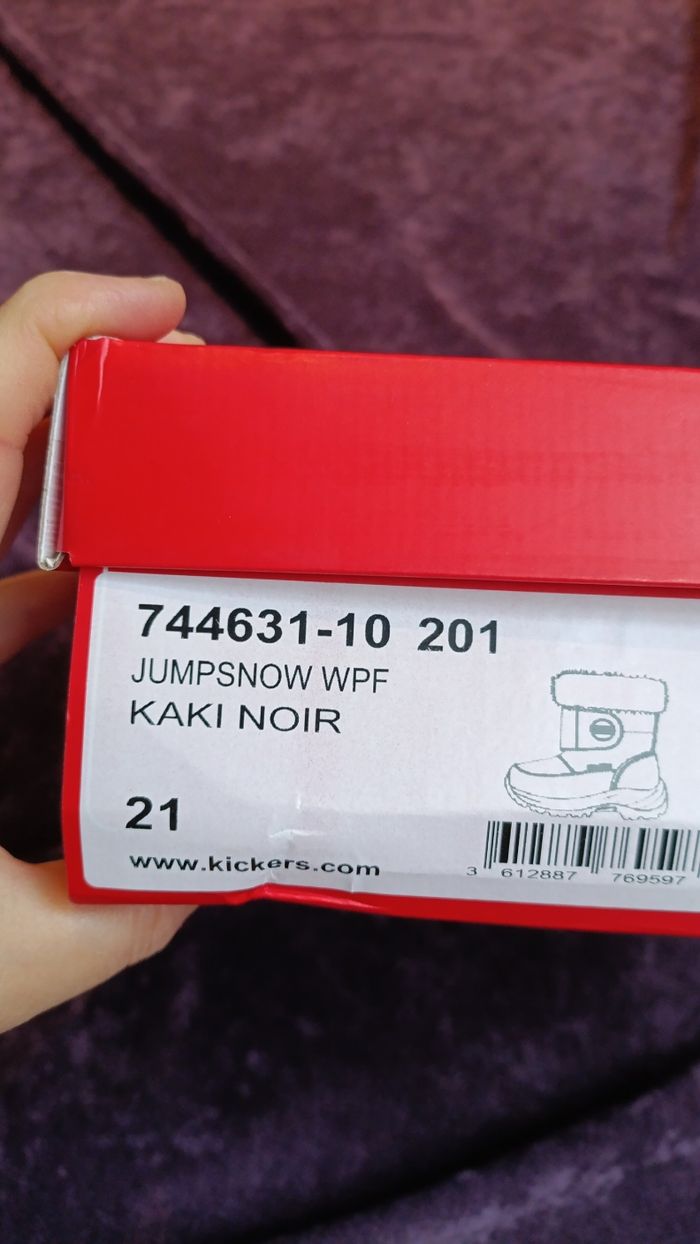 744631-10 201
JUMPSNOW WPF
KAKI NOIR
21
www.kickers.com
3 612887 769597